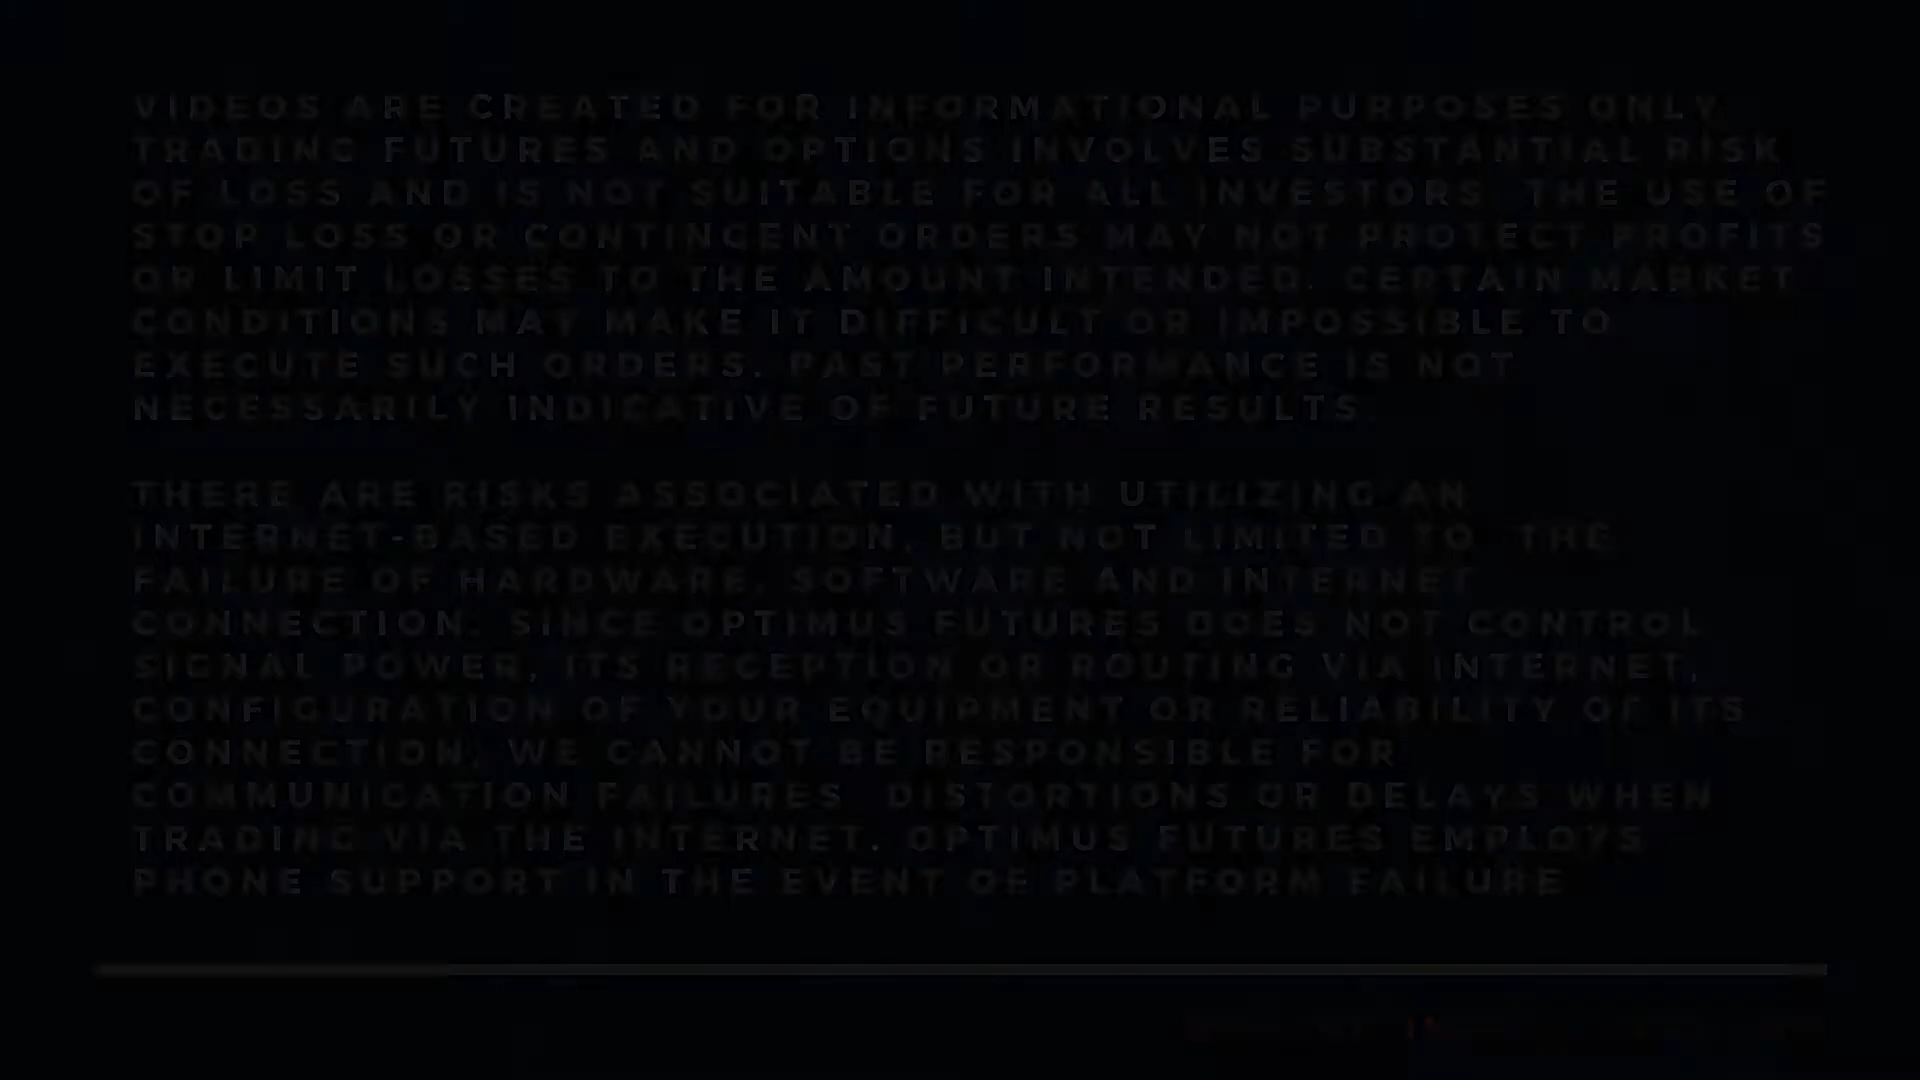 VIDEOS ARE CREATED FOR INFORMATIONAL PURPOSES ONLY.
TRADING FUTURES AND OPTIONS INVOLVES SUBSTANTIAL RISK
OF LOSS AND IS NOT SUITABLE FOR ALL INVESTORS. THE USE OF
STOP LOSS OR CONTINGENT ORDERS MAY NOT PROTECT PROFITS
OR LIMIT LOSSES TO THE AMOUNT INTENDED. CERTAIN MARKET
CONDITIONS MAY MAKE IT DIFFICULT OR IMPOSSIBLE TO
EXECUTE SUCH ORDERS. PAST PERFORMANCE IS NOT
NECESSARILY INDICATIVE OF FUTURE RESULTS.
THERE ARE RISKS ASSOCIATED WITH UTILIZING AN
INTERNET-BASED EXECUTION, BUT NOT LIMITED TO, THE
FAILURE OF HARDWARE, SOFTWARE AND INTERNET
CONNECTION. SINCE OPTIMUS FUTURES DOES NOT CONTROL
SIGNAL POWER, ITS RECEPTION OR ROUTING VIA INTERNET,
CONFIGURATION OF YOUR EQUIPMENT OR RELIABILITY OF ITS
CONNECTION, WE CANNOT BE RESPONSIBLE FOR
COMMUNICATION FAILURES, DISTORTIONS OR DELAYS WHEN
TRADING VIA THE INTERNET. OPTIMUS FUTURES EMPLOYS
PHONE SUPPORT IN THE EVENT OF PLATFORM FAILURE